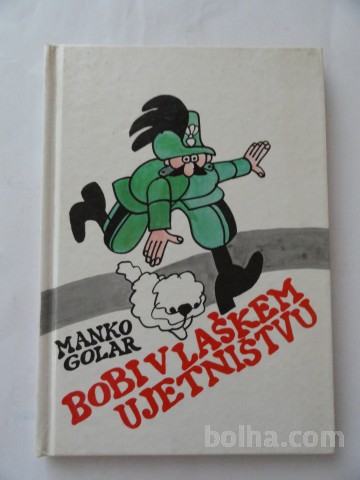 MANKO
GOLAR
BOBI V LAŠKEM
UJETNIŠTVU
bolha.com